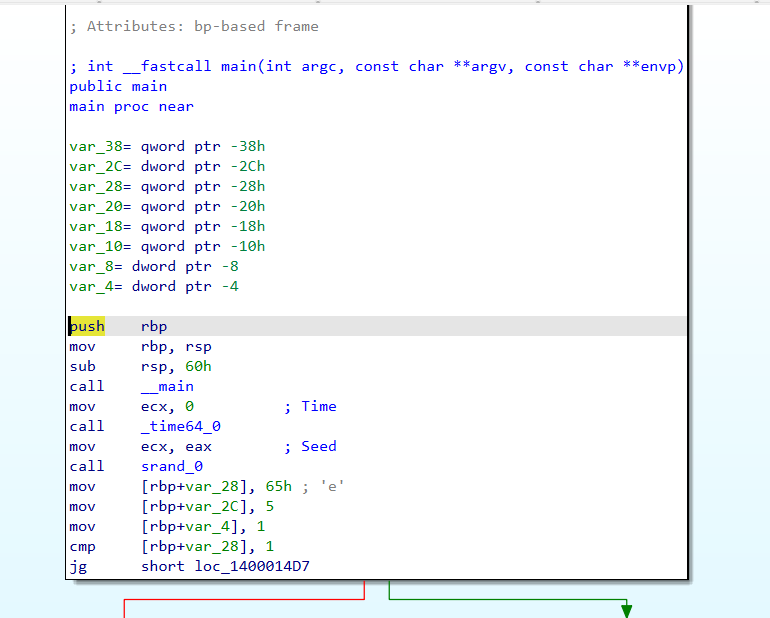 ; Attributes: bp-based frame
; int __fastcall main(int argc, const char **argv, const char **envp)
public main
main proc near
var_38= qword ptr -38h
var_2C= dword ptr -2Ch
var_28= qword ptr -28h
var_20= qword ptr -20h
var_18= qword ptr -18h
var_10= qword ptr -10h
var_8= dword ptr -8
var_4= dword ptr -4
push    rbp
mov     rbp, rsp
sub     rsp, 60h
call    __main
mov     ecx, 0          ; Time
call    _time64_0
mov     ecx, eax        ; Seed
call    srand_0
mov     [rbp+var_28], 65h ; 'e'
mov     [rbp+var_2C], 5
mov     [rbp+var_4], 1
cmp     [rbp+var_28], 1
jg      short loc_1400014D7